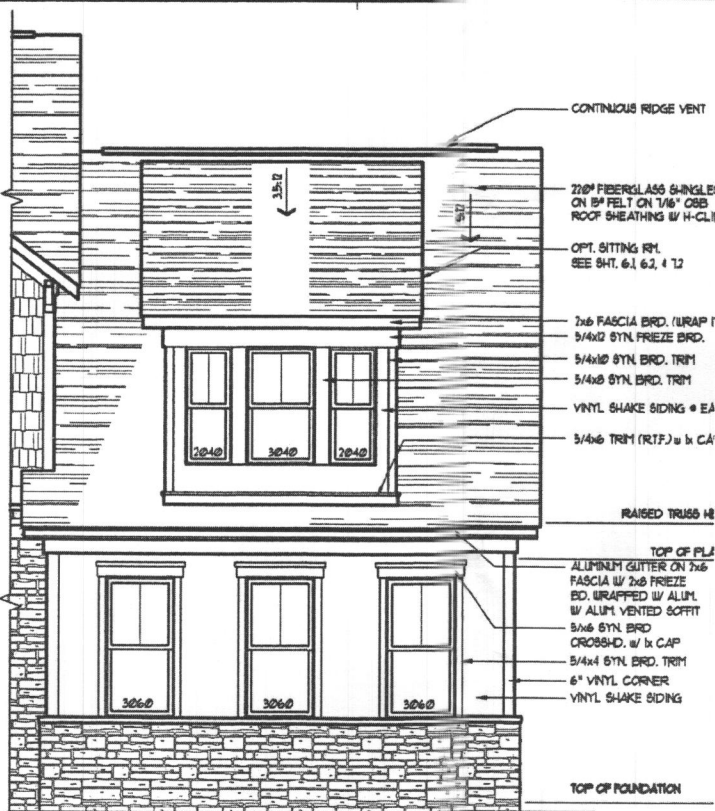 CONTINUOUS RIDGE VENT
3.5:12
220# FIBERGLASS SHINGLES
ON 15# FELT ON 7/16" OSB
ROOF SHEATHING W/ H-CLI
OPT. SITTING RM.
SEE SHT. 6.1, 6.2, & 7.2
2x6 FASCIA BRD. (WRAP
5/4x12 SYN. FRIEZE BRD.
5/4x10 SYN. BRD. TRIM
5/4x8 SYN. BRD. TRIM
VINYL SHAKE SIDING @ EA
5/4x6 TRIM (R.T.F.) w 1x CA
2040 3040 2040
RAISED TRUSS HE
TOP OF PLA
ALUMINUM GUTTER ON 2x6
FASCIA W/ 2x8 FRIEZE
BD. WRAPPED W/ ALUM.
W/ ALUM. VENTED SOFFIT
5/4x6 SYN. BRD
CROSSHD. w/ 1x CAP
5/4x4 SYN. BRD. TRIM
6" VINYL CORNER
VINYL SHAKE SIDING
3060 3060 3060
TOP OF FOUNDATION